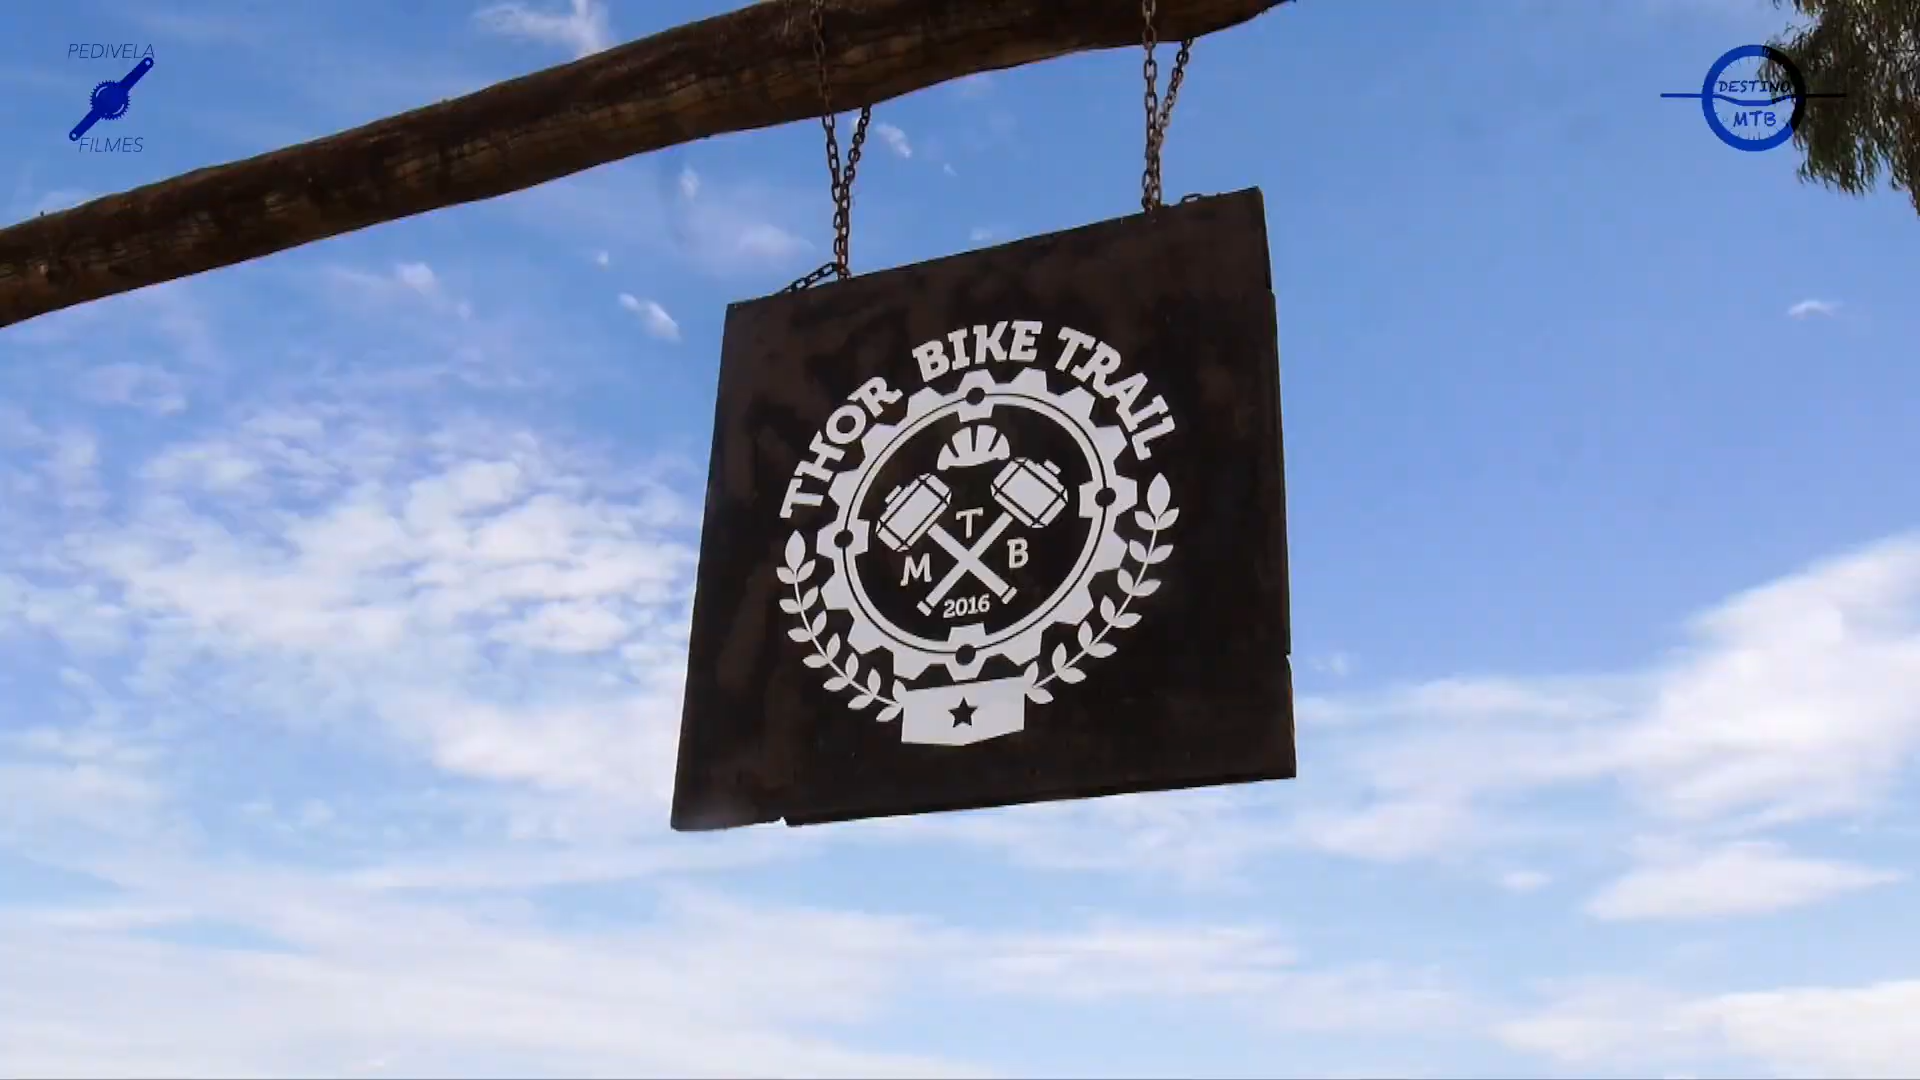 PEDIVELA
FILMES
DESTINO
MTB
THOR BIKE TRAIL
T
M B
2016